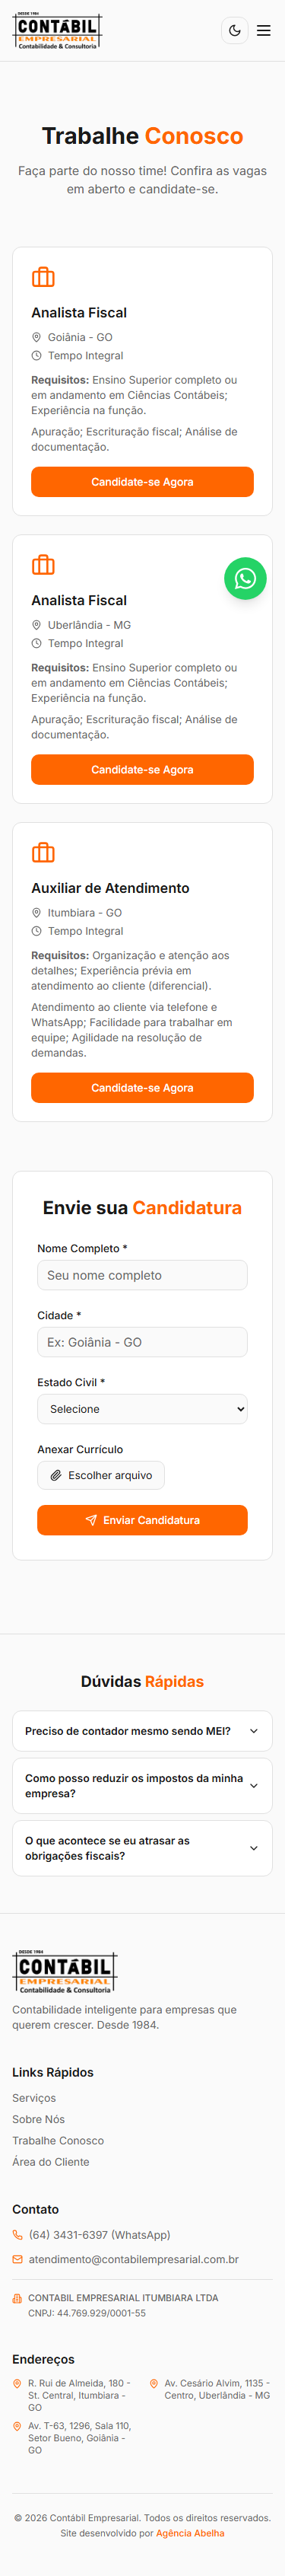 DESDE 1984
CONTÁBIL
EMPRESARIAL
Contabilidade & Consultoria
Trabalhe Conosco
Faça parte do nosso time! Confira as vagas
em aberto e candidate-se.
Analista Fiscal
Goiânia - GO
Tempo Integral
Requisitos: Ensino Superior completo ou
em andamento em Ciências Contábeis;
Experiência na função.
Apuração; Escrituração fiscal; Análise de
documentação.
Candidate-se Agora
Analista Fiscal
Uberlândia - MG
Tempo Integral
Requisitos: Ensino Superior completo ou
em andamento em Ciências Contábeis;
Experiência na função.
Apuração; Escrituração fiscal; Análise de
documentação.
Candidate-se Agora
Auxiliar de Atendimento
Itumbiara - GO
Tempo Integral
Requisitos: Organização e atenção aos
detalhes; Experiência prévia em
atendimento ao cliente (diferencial).
Atendimento ao cliente via telefone e
WhatsApp; Facilidade para trabalhar em
equipe; Agilidade na resolução de
demandas.
Candidate-se Agora
Envie sua Candidatura
Nome Completo *
Seu nome completo
Cidade *
Ex: Goiânia - GO
Estado Civil *
Selecione
Anexar Currículo
Escolher arquivo
Enviar Candidatura
Dúvidas Rápidas
Preciso de contador mesmo sendo MEI?
Como posso reduzir os impostos da minha
empresa?
O que acontece se eu atrasar as
obrigações fiscais?
DESDE 1984
CONTÁBIL
EMPRESARIAL
Contabilidade & Consultoria
Contabilidade inteligente para empresas que
querem crescer. Desde 1984.
Links Rápidos
Serviços
Sobre Nós
Trabalhe Conosco
Área do Cliente
Contato
(64) 3431-6397 (WhatsApp)
atendimento@contabilempresarial.com.br
CONTABIL EMPRESARIAL ITUMBIARA LTDA
CNPJ: 44.769.929/0001-55
Endereços
R. Rui de Almeida, 180 -
St. Central, Itumbiara -
GO
Av. Cesário Alvim, 1135 -
Centro, Uberlândia - MG
Av. T-63, 1296, Sala 110,
Setor Bueno, Goiânia -
GO
© 2026 Contábil Empresarial. Todos os direitos reservados.
Site desenvolvido por Agência Abelha